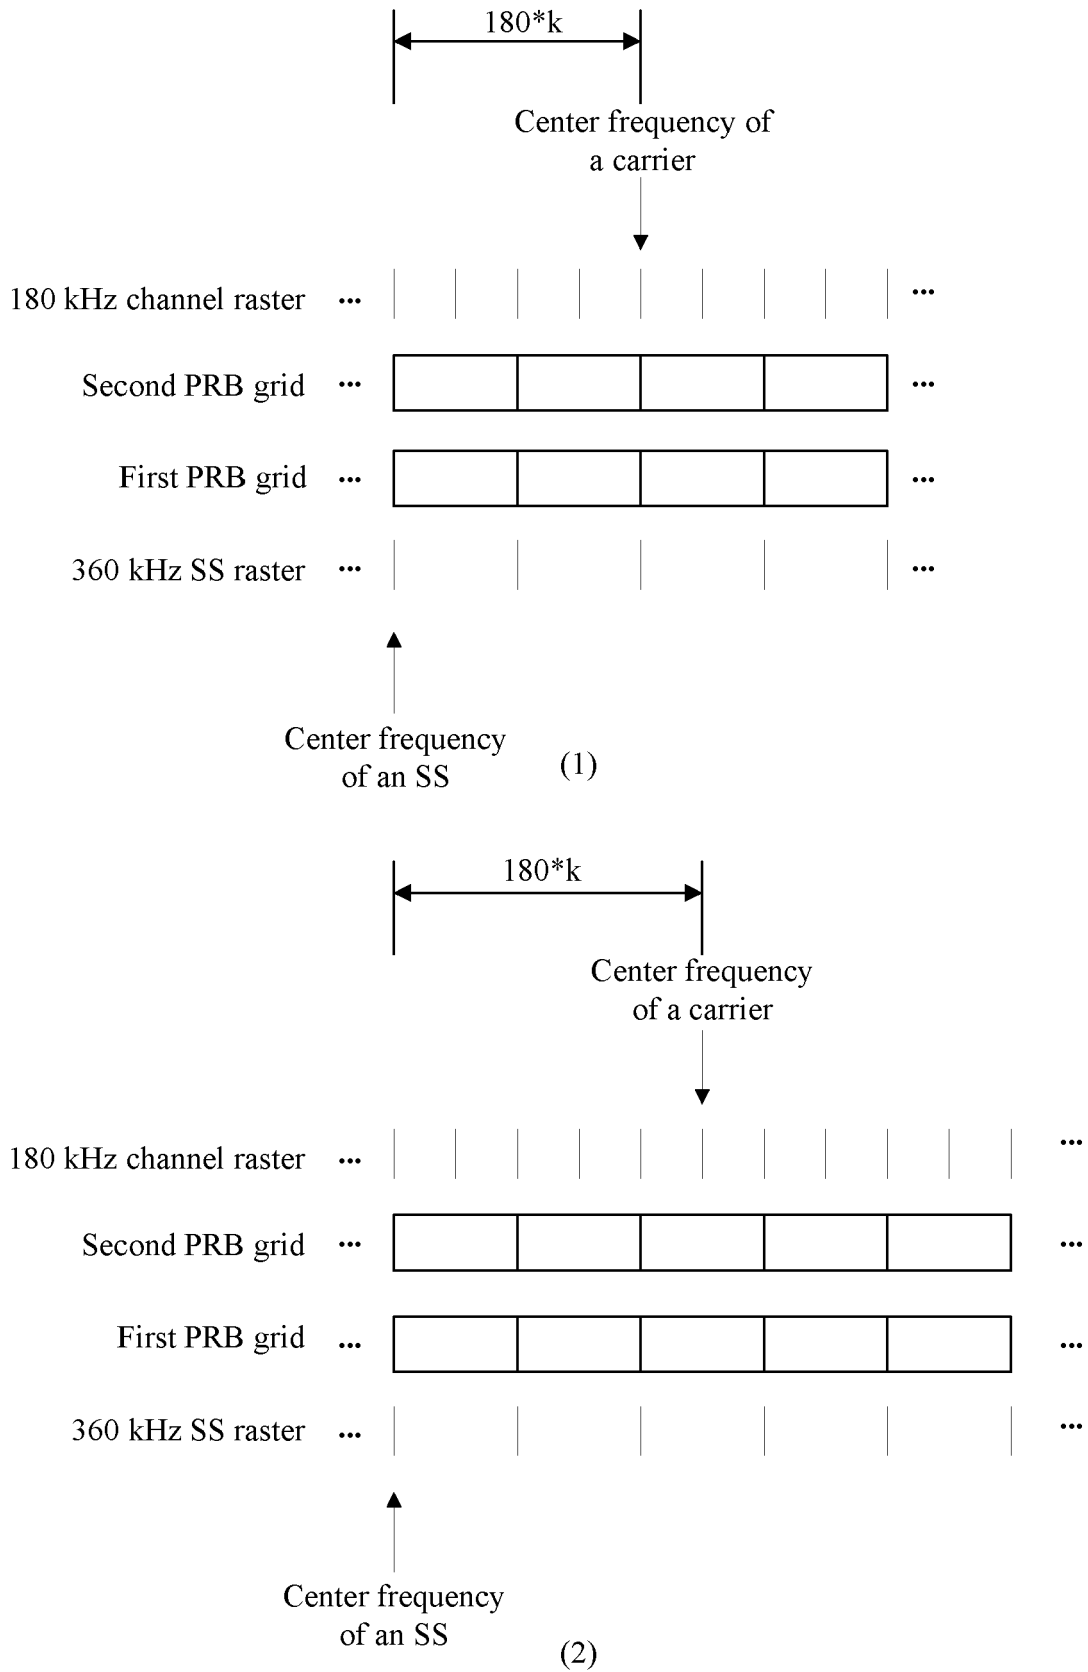 180*k
Center frequency of
a carrier
180 kHz channel raster ... ...
Second PRB grid ... ...
First PRB grid ... ...
360 kHz SS raster ... ...
Center frequency
of an SS
(1)
180*k
Center frequency
of a carrier
180 kHz channel raster ... ...
Second PRB grid ... ...
First PRB grid ... ...
360 kHz SS raster ... ...
Center frequency
of an SS
(2)